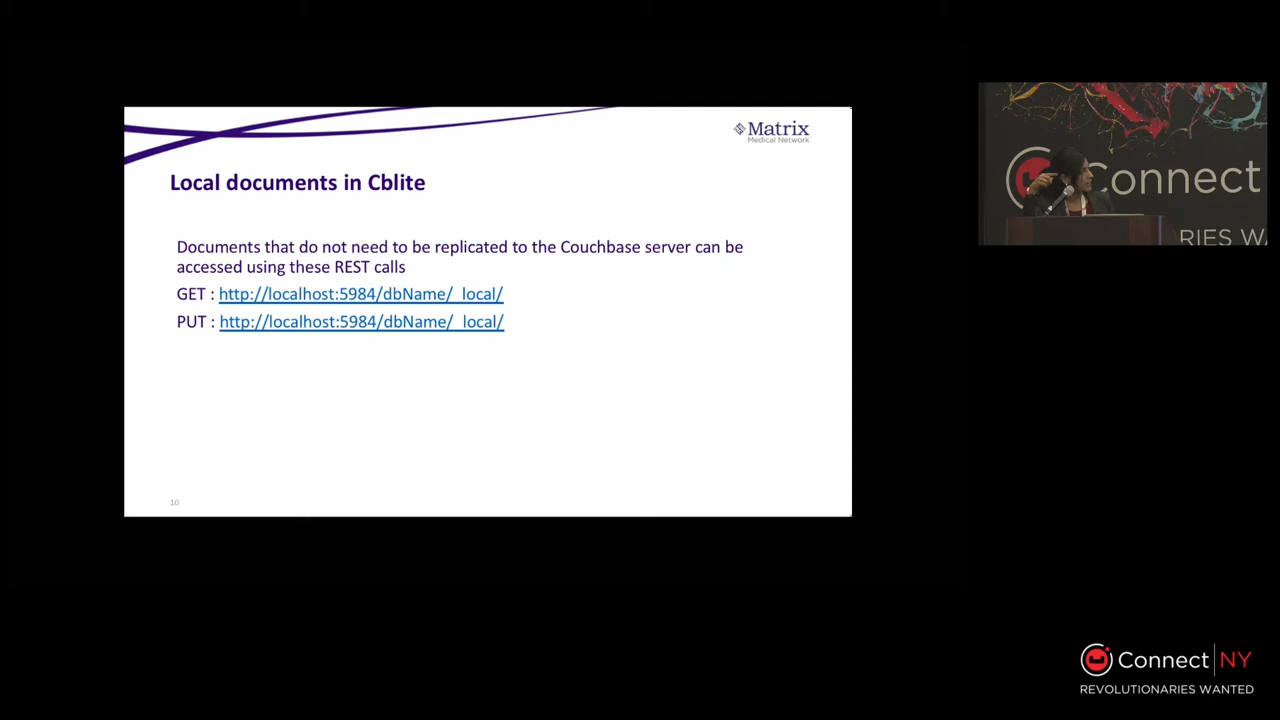 Matrix
Medical Network
Local documents in Cblite
Documents that do not need to be replicated to the Couchbase server can be
accessed using these REST calls
GET : http://localhost:5984/dbName/_local/
PUT : http://localhost:5984/dbName/_local/
10
Connect
RIES WA
Connect NY
REVOLUTIONARIES WANTED